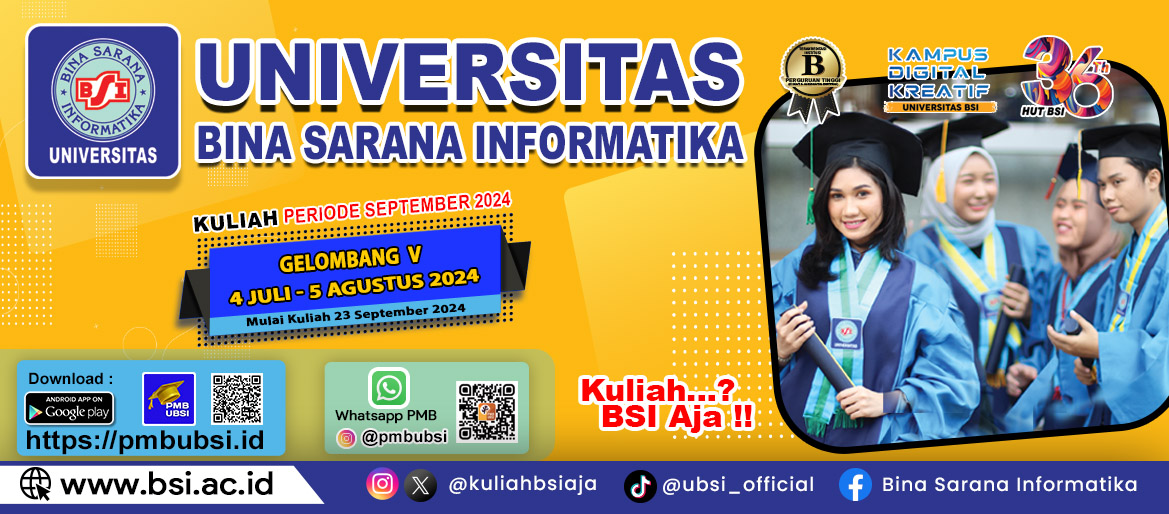 BINA SARANA
BSI
INFORMATIKA
UNIVERSITAS
UNIVERSITAS
BINA SARANA INFORMATIKA
B
PERGURUAN TINGGI
KAMPUS
DIGITAL
KREATIF
UNIVERSITAS BSI
36Th
HUT BSI
KULIAH PERIODE SEPTEMBER 2024
GELOMBANG V
4 JULI - 5 AGUSTUS 2024
Mulai Kuliah 23 September 2024
Download :
ANDROID APP ON
Google play
PMB
UBSI
https://pmbubsi.id
Whatsapp PMB
@pmbubsi
Kuliah...?
BSI Aja !!
UNIVERSITAS
www.bsi.ac.id
@kuliahbsiaja
@ubsi_official
Bina Sarana Informatika